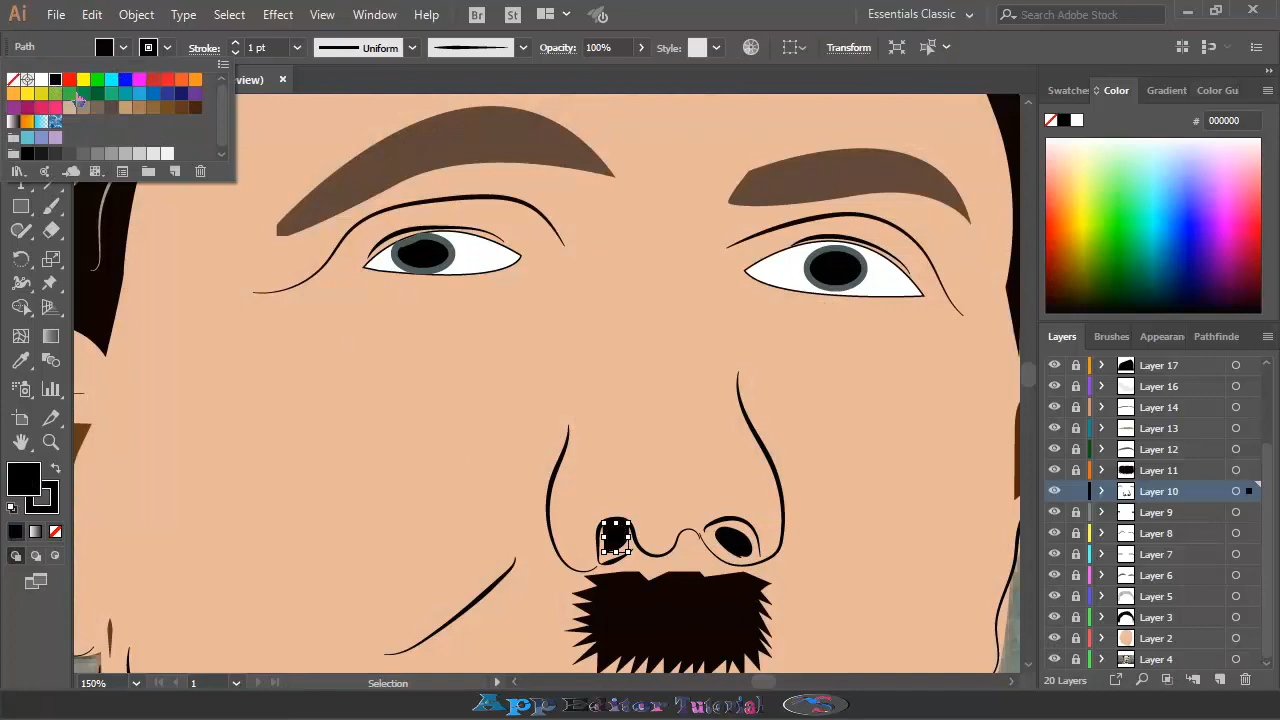 Ai File Edit Object Type Select Effect View Window Help Br St Essentials Classic Search Adobe Stock
Path Stroke: 1 pt Uniform Opacity: 100% Style: Transform
view)
Swatches Color Gradient Color Gu
# 000000
Layers Brushes Appearan Pathfinde
Layer 17
Layer 16
Layer 14
Layer 13
Layer 12
Layer 11
Layer 10
Layer 9
Layer 8
Layer 7
Layer 6
Layer 5
Layer 3
Layer 2
Layer 4
150% 1 Selection 20 Layers
App Editor Tutorial